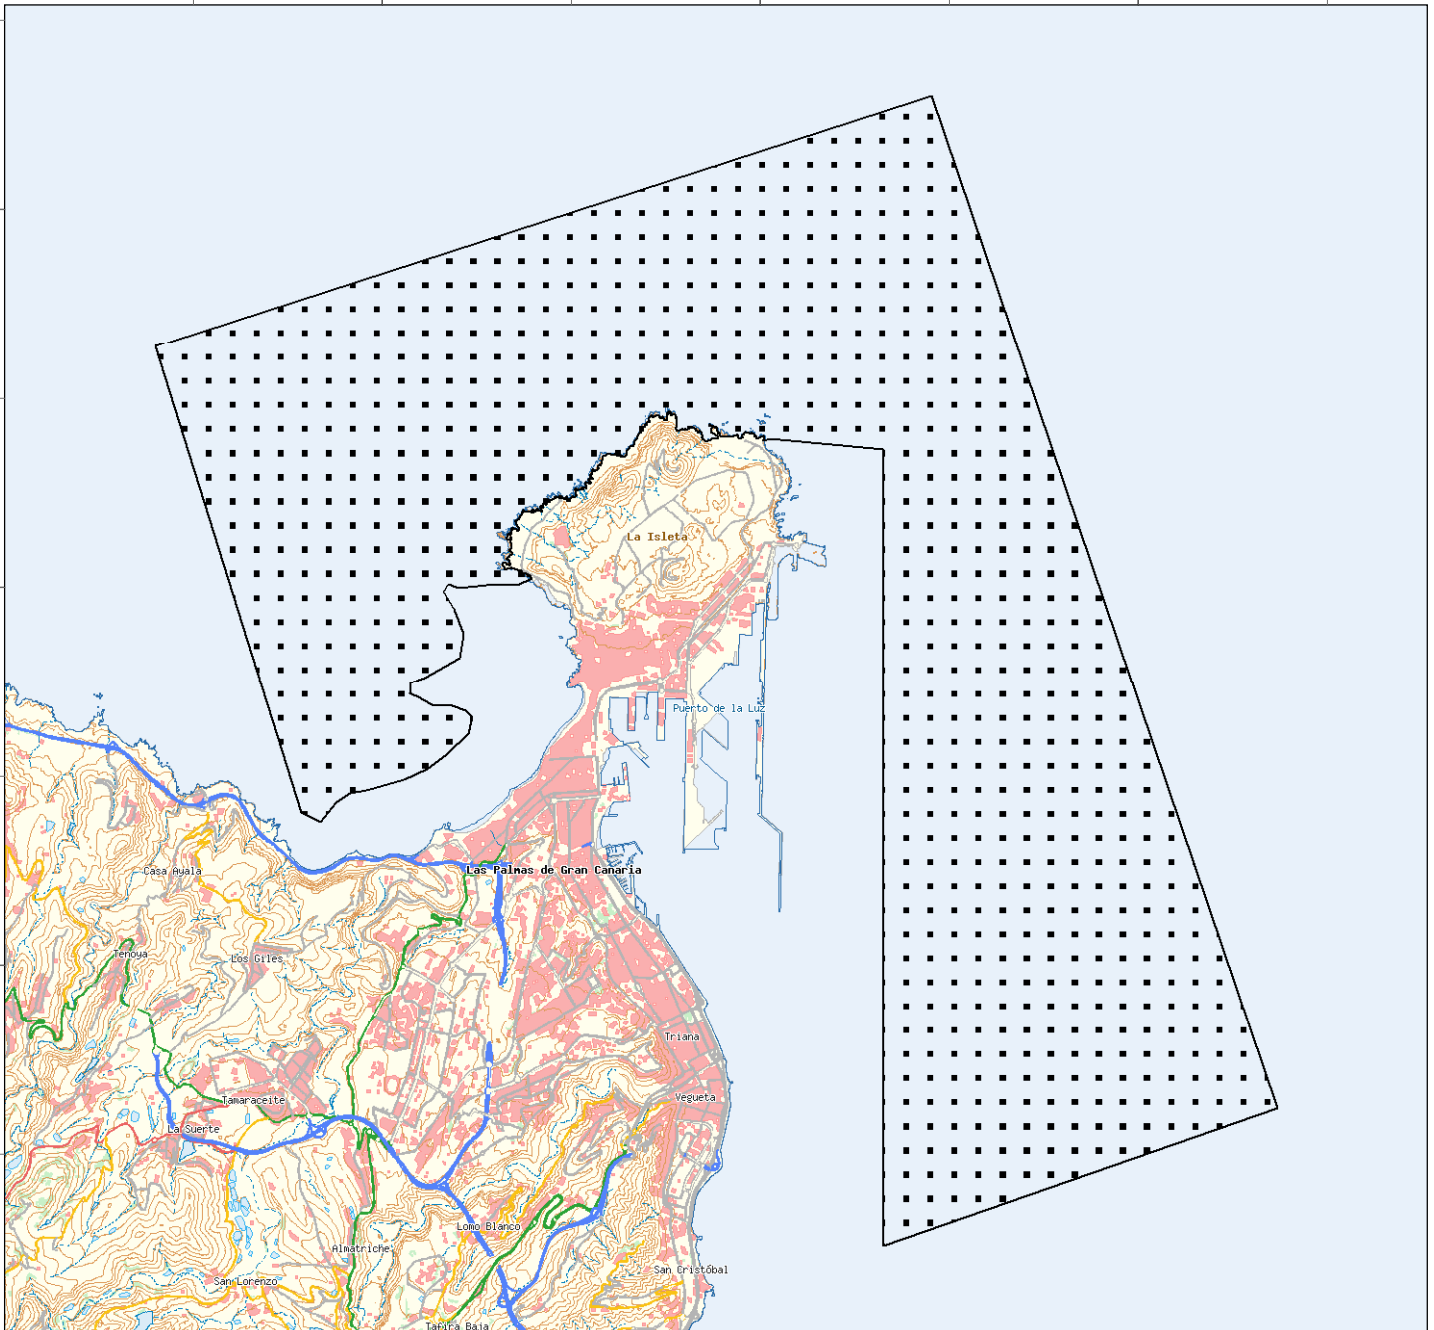 La Isleta
Puerto de la Luz
Las Palmas de Gran Canaria
Casa Ayala
Tenoya
Los Giles
Triana
Vegueta
Tamaraceite
La Suerte
Lomo Blanco
Almatriche
San Cristóbal
San Lorenzo
Tafira Baja